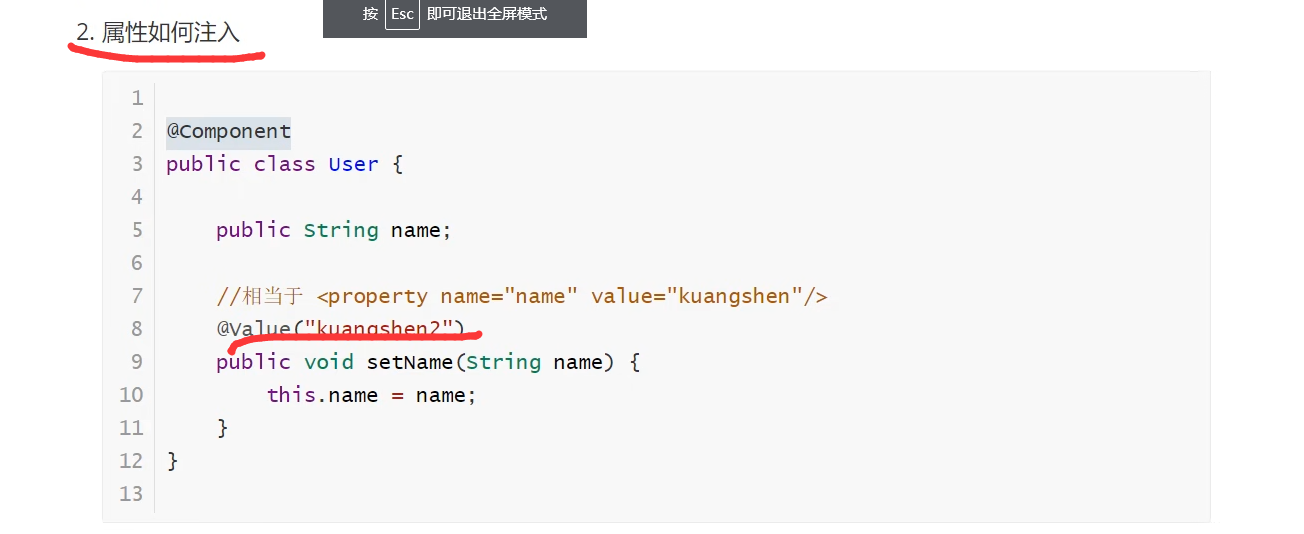 按 Esc 即可退出全屏模式
2. 属性如何注入
1
2 @Component
3 public class User {
4
5 public String name;
6
7 //相当于 <property name="name" value="kuangshen"/>
8 @Value("kuangshen2")
9 public void setName(String name) {
10 this.name = name;
11 }
12 }
13